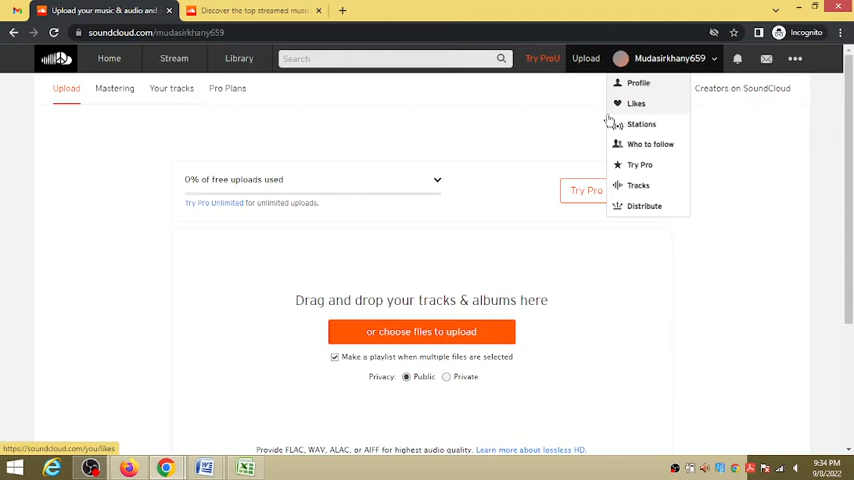 Upload your music & audio and
Discover the top streamed music
soundcloud.com/mudasirkhany659
Incognito
Home
Stream
Library
Search
Try ProU
Upload
Mudasirkhany659
Upload
Mastering
Your tracks
Pro Plans
Creators on SoundCloud
Profile
Likes
Stations
Who to follow
Try Pro
Tracks
Distribute
0% of free uploads used
Try Pro
Try Pro Unlimited for unlimited uploads.
Drag and drop your tracks & albums here
or choose files to upload
Make a playlist when multiple files are selected
Privacy: Public Private
https://soundcloud.com/you/likes
Provide FLAC, WAV, ALAC, or AIFF for highest audio quality. Learn more about lossless HD.
9:34 PM
9/8/2022